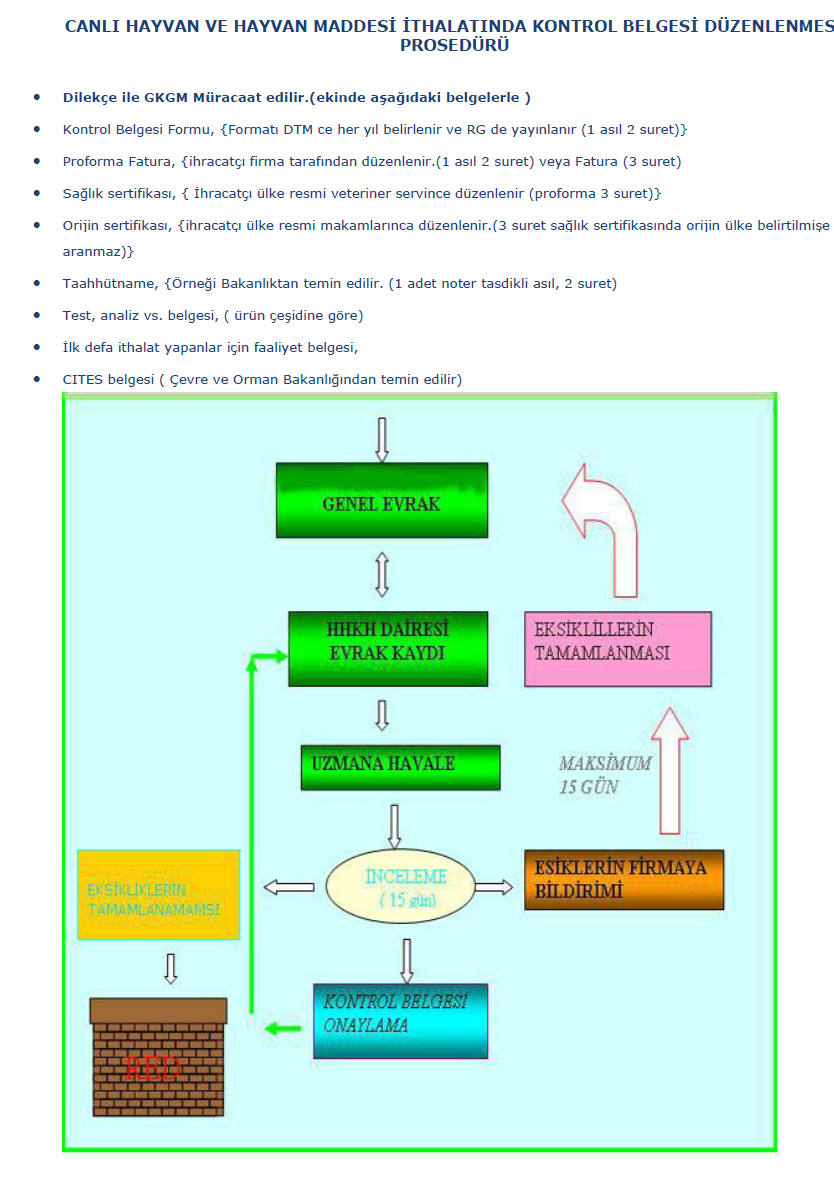 CANLI HAYVAN VE HAYVAN MADDESİ İTHALATINDA KONTROL BELGESİ DÜZENLENMES
PROSEDÜRÜ
• Dilekçe ile GKGM Müracaat edilir.(ekinde aşağıdaki belgelerle )
• Kontrol Belgesi Formu, {Formatı DTM ce her yıl belirlenir ve RG de yayınlanır (1 asıl 2 suret)}
• Proforma Fatura, {ihracatçı firma tarafından düzenlenir.(1 asıl 2 suret) veya Fatura (3 suret)
• Sağlık sertifikası, { İhracatçı ülke resmi veteriner servince düzenlenir (proforma 3 suret)}
• Orijin sertifikası, {ihracatçı ülke resmi makamlarınca düzenlenir.(3 suret sağlık sertifikasında orijin ülke belirtilmişe
aranmaz)}
• Taahhütname, {Örneği Bakanlıktan temin edilir. (1 adet noter tasdikli asıl, 2 suret)
• Test, analiz vs. belgesi, ( ürün çeşidine göre)
• İlk defa ithalat yapanlar için faaliyet belgesi,
• CITES belgesi ( Çevre ve Orman Bakanlığından temin edilir)
GENEL EVRAK
HHKH DAİRESİ
EVRAK KAYDI
EKSİKLİLLERİN
TAMAMLANMASI
UZMANA HAVALE
MAKSİMUM
15 GÜN
İNCELEME
( 15 gün)
ESİKLERİN FİRMAYA
BİLDİRİMİ
EKSİKLİKLERİN
TAMAMLANAMAMSI
KONTROL BELGESİ
ONAYLAMA
RED